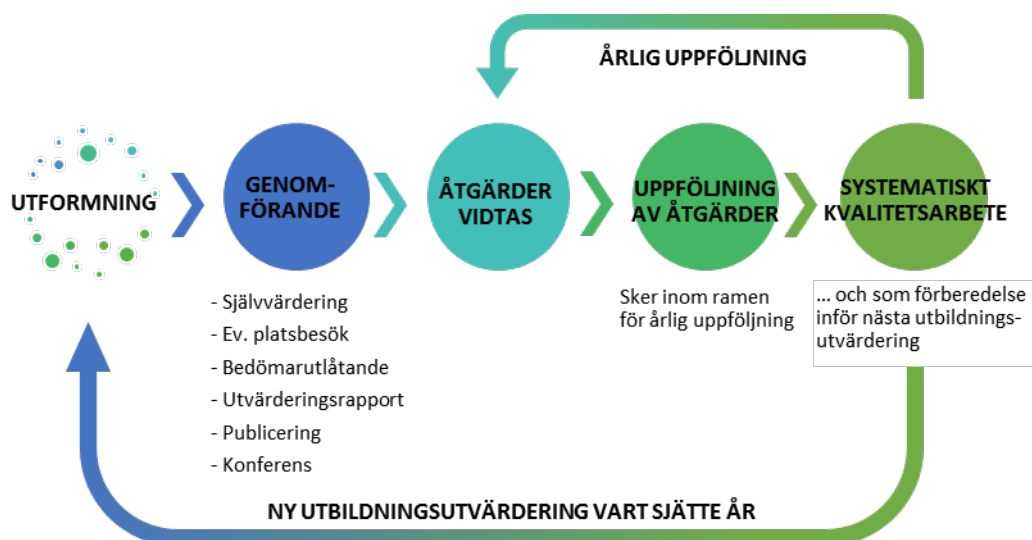 ÅRLIG UPPFÖLJNING
UTFORMNING
GENOM-
FÖRANDE
ÅTGÄRDER
VIDTAS
UPPFÖLJNING
AV ÅTGÄRDER
SYSTEMATISKT
KVALITETSARBETE
- Självvärdering
- Ev. platsbesök
- Bedömarutlåtande
- Utvärderingsrapport
- Publicering
- Konferens
Sker inom ramen
för årlig uppföljning
... och som förberedelse
inför nästa utbildnings-
utvärdering
NY UTBILDNINGSUTVÄRDERING VART SJÄTTE ÅR